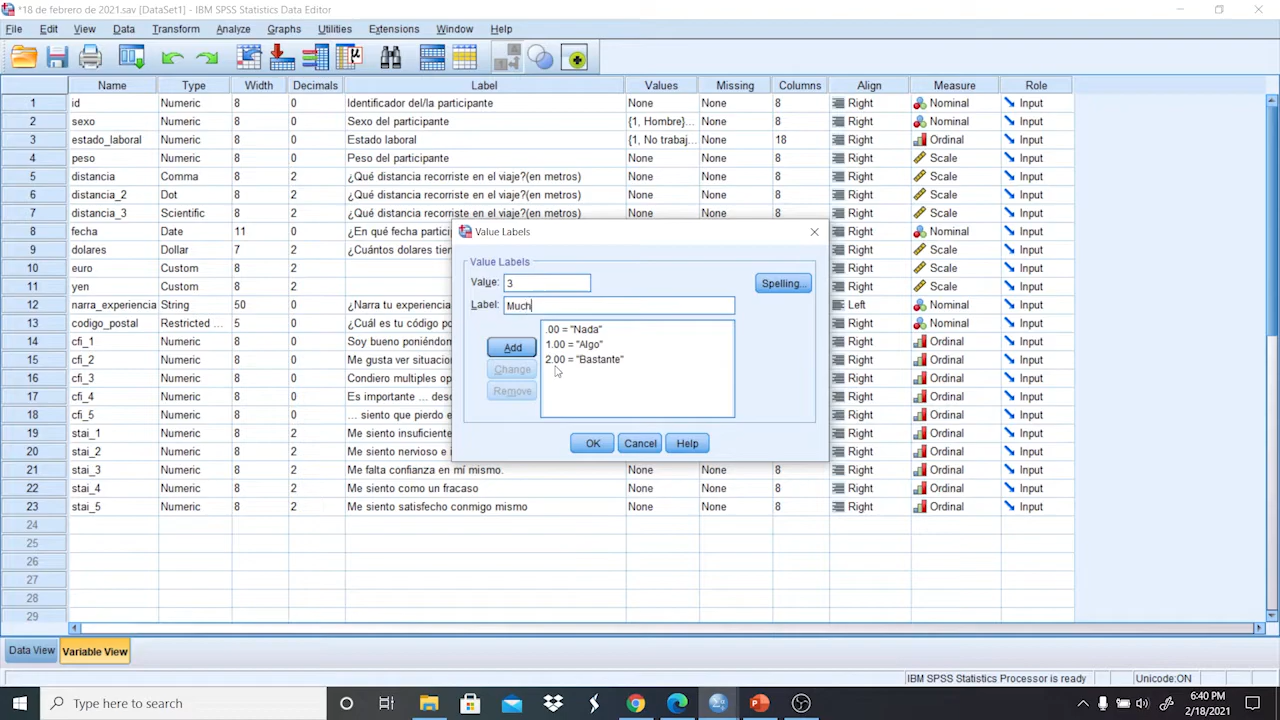 *18 de febrero de 2021.sav [DataSet1] - IBM SPSS Statistics Data Editor
File Edit View Data Transform Analyze Graphs Utilities Extensions Window Help
Name Type Width Decimals Label Values Missing Columns Align Measure Role
1 id Numeric 8 0 Identificador del/la participante None None 8 Right Nominal Input
2 sexo Numeric 8 0 Sexo del participante {1, Hombre}... None 8 Right Nominal Input
3 estado_laboral Numeric 8 0 Estado laboral {1, No trabaj... None 18 Right Ordinal Input
4 peso Numeric 8 0 Peso del participante None None 8 Right Scale Input
5 distancia Comma 8 2 ¿Qué distancia recorriste en el viaje?(en metros) None None 8 Right Scale Input
6 distancia_2 Dot 8 2 ¿Qué distancia recorriste en el viaje?(en metros) None None 8 Right Scale Input
7 distancia_3 Scientific 8 2 ¿Qué distancia recorriste en el viaje?(en metros) None None 8 Right Scale Input
8 fecha Date 11 0 ¿En qué fecha partici Right Nominal Input
9 dolares Dollar 7 2 ¿Cuántos dolares tien Right Scale Input
10 euro Custom 8 2 Right Scale Input
11 yen Custom 8 2 Right Scale Input
12 narra_experiencia String 50 0 ¿Narra tu experiencia Left Nominal Input
13 codigo_postal Restricted ... 5 0 ¿Cuál es tu código po Right Nominal Input
14 cfi_1 Numeric 8 0 Soy bueno poniéndom Right Ordinal Input
15 cfi_2 Numeric 8 0 Me gusta ver situacion Right Ordinal Input
16 cfi_3 Numeric 8 0 Condiero multiples op Right Ordinal Input
17 cfi_4 Numeric 8 0 Es importante ... desd Right Ordinal Input
18 cfi_5 Numeric 8 0 ... siento que pierdo e Right Ordinal Input
19 stai_1 Numeric 8 2 Me siento insuficiente Right Ordinal Input
20 stai_2 Numeric 8 2 Me siento nervioso e i Right Ordinal Input
21 stai_3 Numeric 8 2 Me falta confianza en mí mismo. None None 8 Right Ordinal Input
22 stai_4 Numeric 8 2 Me siento como un fracaso None None 8 Right Ordinal Input
23 stai_5 Numeric 8 2 Me siento satisfecho conmigo mismo None None 8 Right Ordinal Input
24
25
26
27
28
29
Value Labels
Value Labels
Value: 3
Spelling...
Label: Much
.00 = "Nada"
1.00 = "Algo"
2.00 = "Bastante"
Add
Change
Remove
OK Cancel Help
Data View Variable View
IBM SPSS Statistics Processor is ready Unicode:ON
Type here to search
6:40 PM
2/18/2021